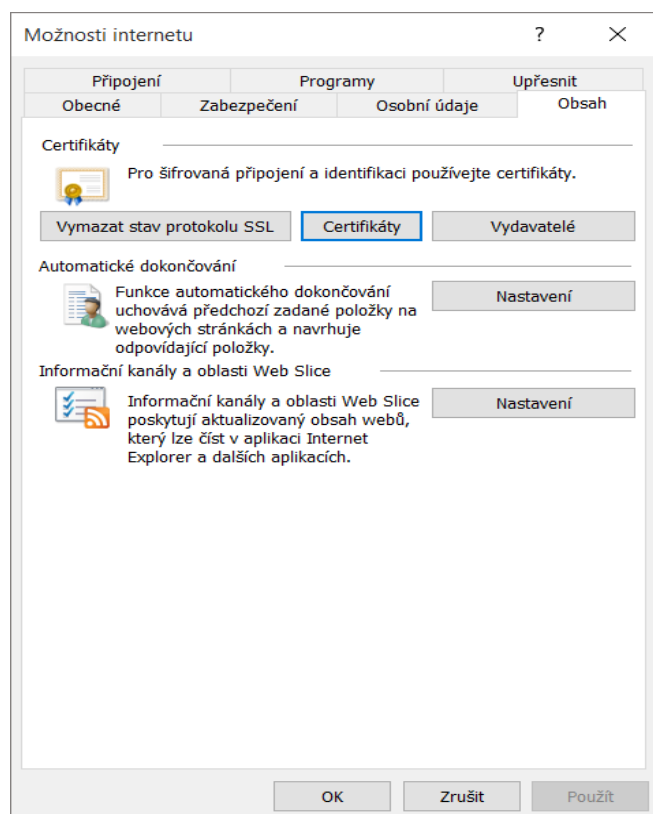 Možnosti internetu
?
Připojení Programy Upřesnit
Obecné Zabezpečení Osobní údaje Obsah
Certifikáty
Pro šifrovaná připojení a identifikaci používejte certifikáty.
Vymazat stav protokolu SSL Certifikáty Vydavatelé
Automatické dokončování
Funkce automatického dokončování
uchovává předchozí zadané položky na
webových stránkách a navrhuje
odpovídající položky.
Nastavení
Informační kanály a oblasti Web Slice
Informační kanály a oblasti Web Slice
poskytují aktualizovaný obsah webů,
který lze číst v aplikaci Internet
Explorer a dalších aplikacích.
Nastavení
OK Zrušit Použít